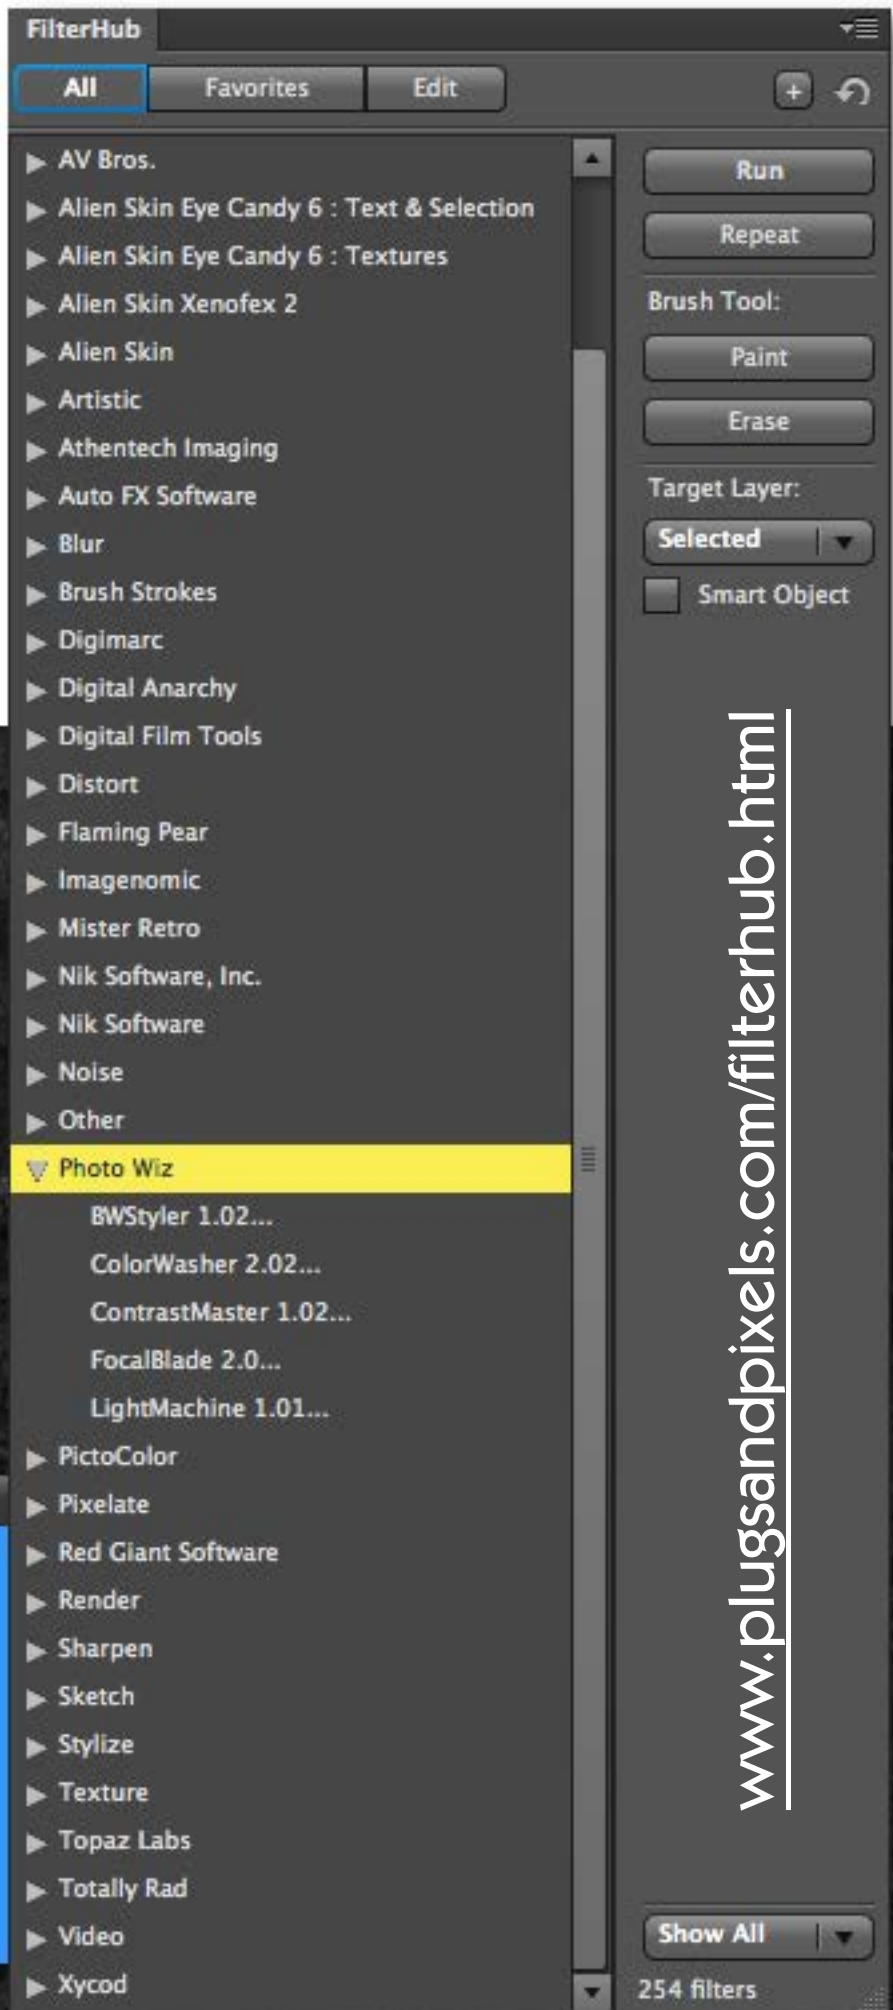 FilterHub
All Favorites Edit +
AV Bros.
Alien Skin Eye Candy 6 : Text & Selection
Alien Skin Eye Candy 6 : Textures
Alien Skin Xenofex 2
Alien Skin
Artistic
Athentech Imaging
Auto FX Software
Blur
Brush Strokes
Digimarc
Digital Anarchy
Digital Film Tools
Distort
Flaming Pear
Imagenomic
Mister Retro
Nik Software, Inc.
Nik Software
Noise
Other
Photo Wiz
BWStyler 1.02...
ColorWasher 2.02...
ContrastMaster 1.02...
FocalBlade 2.0...
LightMachine 1.01...
PictoColor
Pixelate
Red Giant Software
Render
Sharpen
Sketch
Stylize
Texture
Topaz Labs
Totally Rad
Video
Xycod
Run
Repeat
Brush Tool:
Paint
Erase
Target Layer:
Selected
Smart Object
www.plugsandpixels.com/filterhub.html
Show All
254 filters